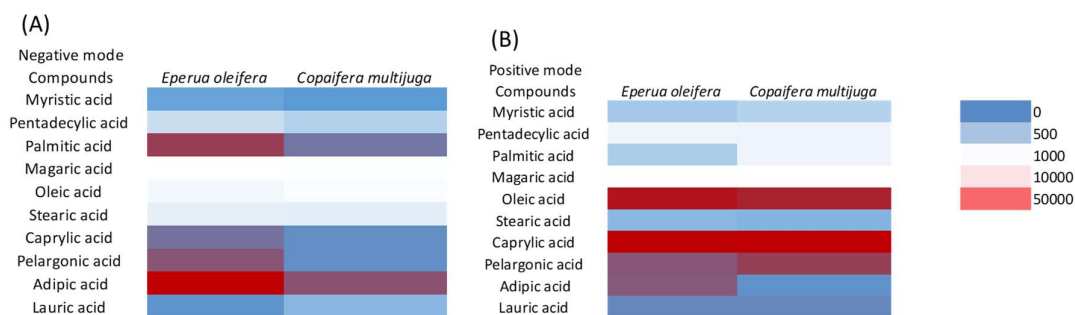 (A)
Negative mode
Compounds Eperua oleifera Copaifera multijuga
Myristic acid
Pentadecylic acid
Palmitic acid
Magaric acid
Oleic acid
Stearic acid
Caprylic acid
Pelargonic acid
Adipic acid
Lauric acid
(B)
Positive mode
Compounds Eperua oleifera Copaifera multijuga
Myristic acid
Pentadecylic acid
Palmitic acid
Magaric acid
Oleic acid
Stearic acid
Caprylic acid
Pelargonic acid
Adipic acid
Lauric acid
0
500
1000
10000
50000